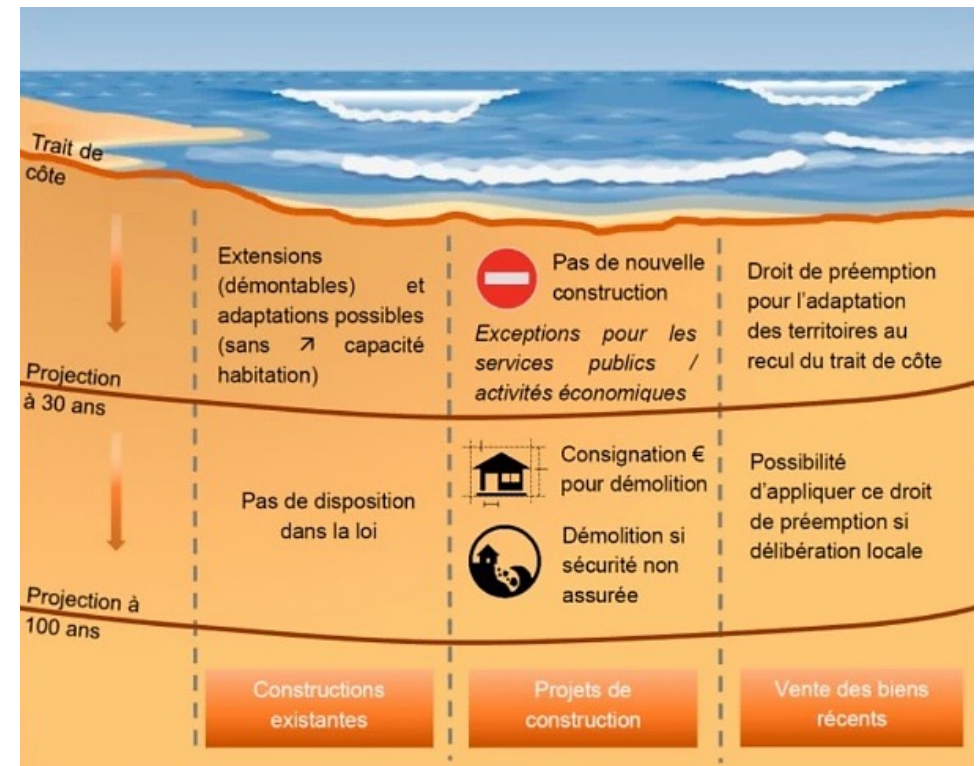 Trait de
côte
Extensions
(démontables) et
adaptations possibles
(sans ↗ capacité
habitation)
Pas de nouvelle
construction
Exceptions pour les
services publics /
activités économiques
Droit de préemption
pour l'adaptation
des territoires au
recul du trait de côte
Projection
à 30 ans
Pas de disposition
dans la loi
Consignation €
pour démolition
Démolition si
sécurité non
assurée
Possibilité
d'appliquer ce droit
de préemption si
délibération locale
Projection à
100 ans
Constructions
existantes
Projets de
construction
Vente des biens
récents